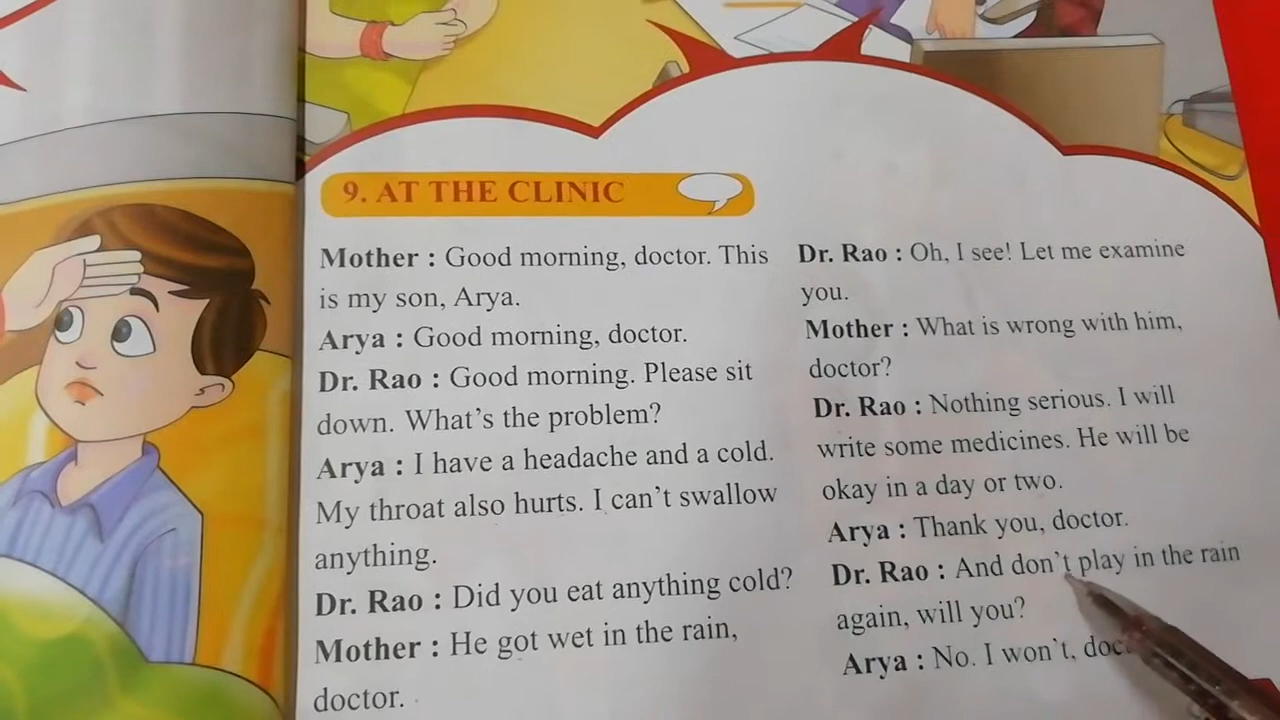 9. AT THE CLINIC
Mother : Good morning, doctor. This
is my son, Arya.
Arya : Good morning, doctor.
Dr. Rao : Good morning. Please sit
down. What's the problem?
Arya : I have a headache and a cold.
My throat also hurts. I can't swallow
anything.
Dr. Rao : Did you eat anything cold?
Mother : He got wet in the rain,
doctor.
Dr. Rao : Oh, I see! Let me examine
you.
Mother : What is wrong with him,
doctor?
Dr. Rao : Nothing serious. I will
write some medicines. He will be
okay in a day or two.
Arya : Thank you, doctor.
Dr. Rao : And don't play in the rain
again, will you?
Arya : No. I won't,